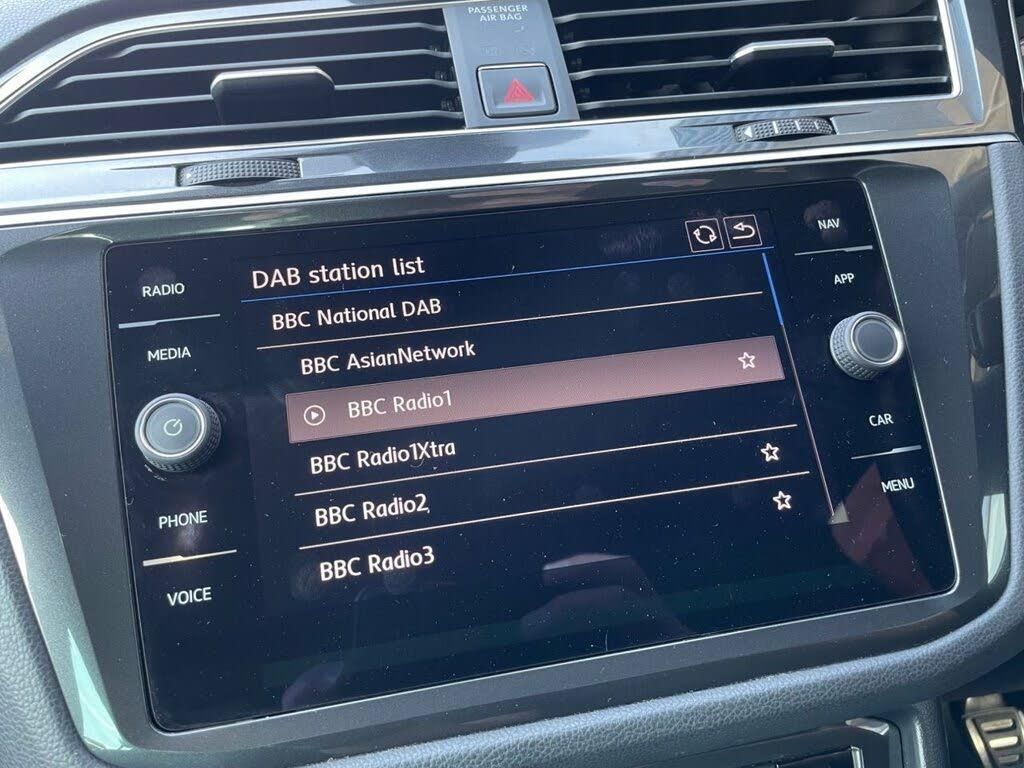 PASSENGER
AIR BAG
RADIO
MEDIA
PHONE
VOICE
DAB station list
BBC National DAB
BBC AsianNetwork
BBC Radio1
BBC Radio1Xtra
BBC Radio2
BBC Radio3
NAV
APP
CAR
MENU